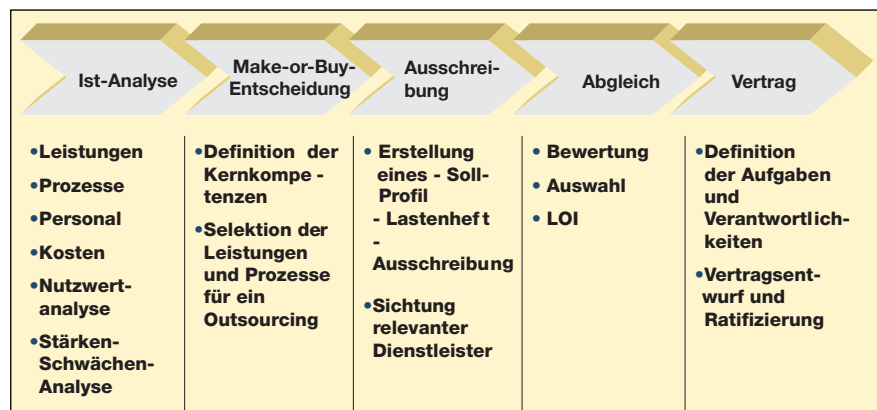 Ist-Analyse
Make-or-Buy-
Entscheidung
Ausschrei-
bung
Abgleich
Vertrag
•Leistungen
•Prozesse
•Personal
•Kosten
•Nutzwert-
analyse
•Stärken-
Schwächen-
Analyse
•Definition der
Kernkompe -
tenzen
•Selektion der
Leistungen
und Prozesse
für ein
Outsourcing
• Erstellung
eines - Soll-
Profil
- Lastenheft
-
Ausschreibung
•Sichtung
relevanter
Dienstleister
• Bewertung
• Auswahl
• LOI
•Definition
der Aufgaben
und
Verantwortlich-
keiten
•Vertragsent-
wurf und
Ratifizierung